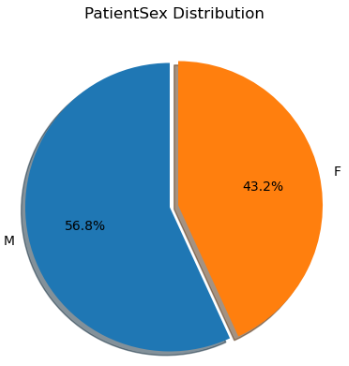 PatientSex Distribution
F
43.2%
56.8%
M